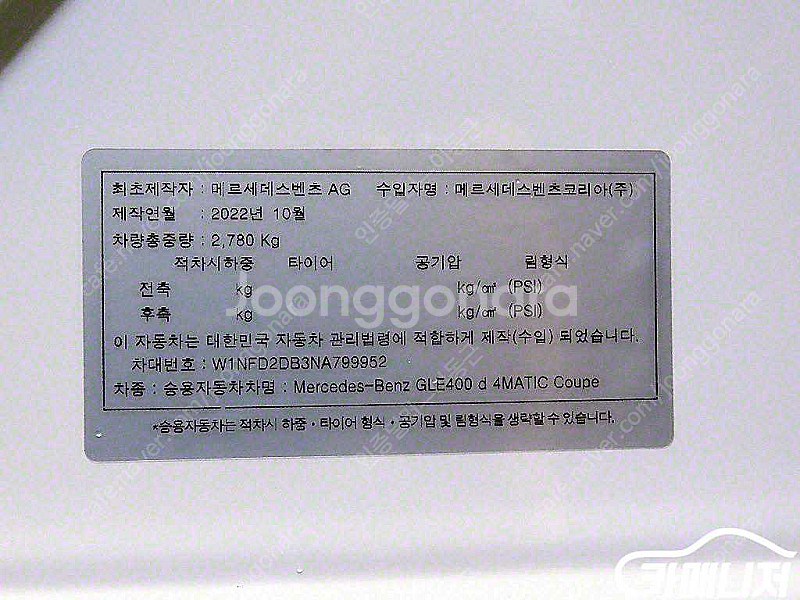 최초제작자 : 메르세데스벤츠 AG 수입자명 : 메르세데스벤츠코리아(주)
제작연월 : 2022년 10월
차량총중량 : 2,780 Kg
적차시하중 타이어 공기압 림형식
전축 kg kg/㎠ (PSI)
후축 kg kg/㎠ (PSI)
Joonggonara
이 자동차는 대한민국 자동차 관리법령에 적합하게 제작(수입) 되었습니다.
차대번호 : W1NFD2DB3NA799952
차종 : 승용자동차차명 : Mercedes-Benz GLE400 d 4MATIC Coupe
*승용자동차는 적차시 하중·타이어 형식·공기압 및 림형식을 생략할 수 있습니다.
카매니저